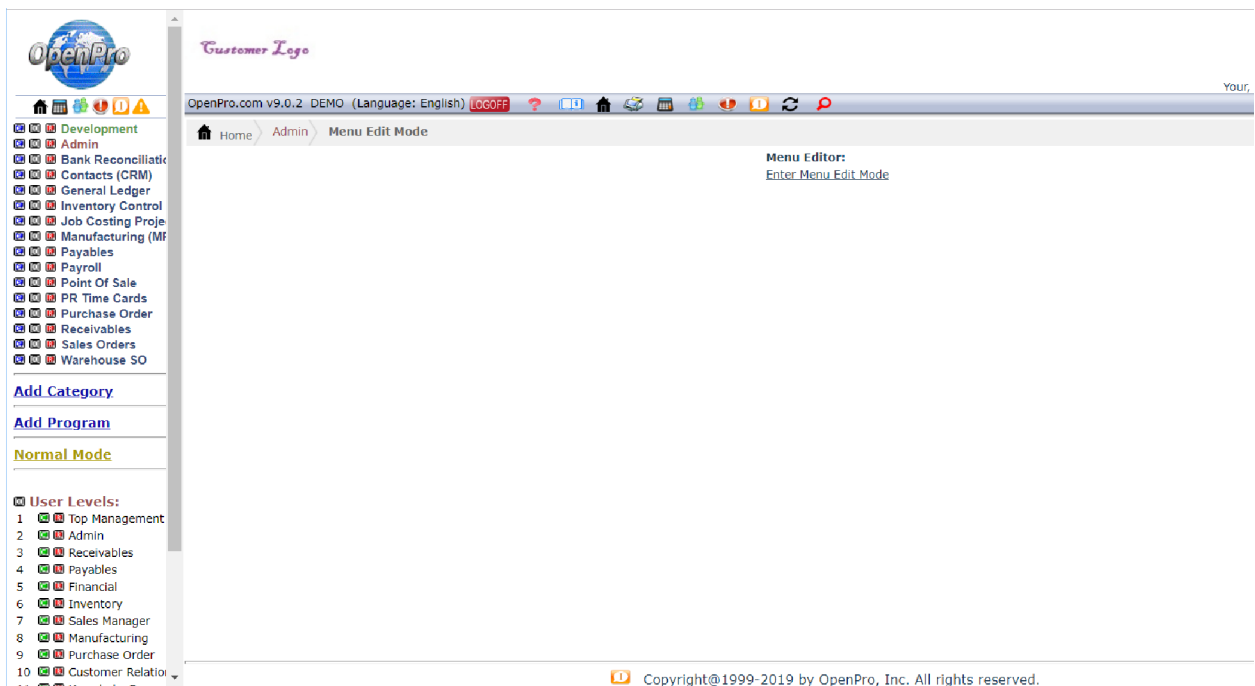 OpenPro
Development
Admin
Bank Reconciliatio
Contacts (CRM)
General Ledger
Inventory Control
Job Costing Proje
Manufacturing (MF
Payables
Payroll
Point Of Sale
PR Time Cards
Purchase Order
Receivables
Sales Orders
Warehouse SO
Add Category
Add Program
Normal Mode
User Levels:
1 Top Management
2 Admin
3 Receivables
4 Payables
5 Financial
6 Inventory
7 Sales Manager
8 Manufacturing
9 Purchase Order
10 Customer Relatio
Customer Logo
Your,
OpenPro.com v9.0.2 DEMO (Language: English) LOGOFF
Home Admin Menu Edit Mode
Menu Editor:
Enter Menu Edit Mode
Copyright@1999-2019 by OpenPro, Inc. All rights reserved.